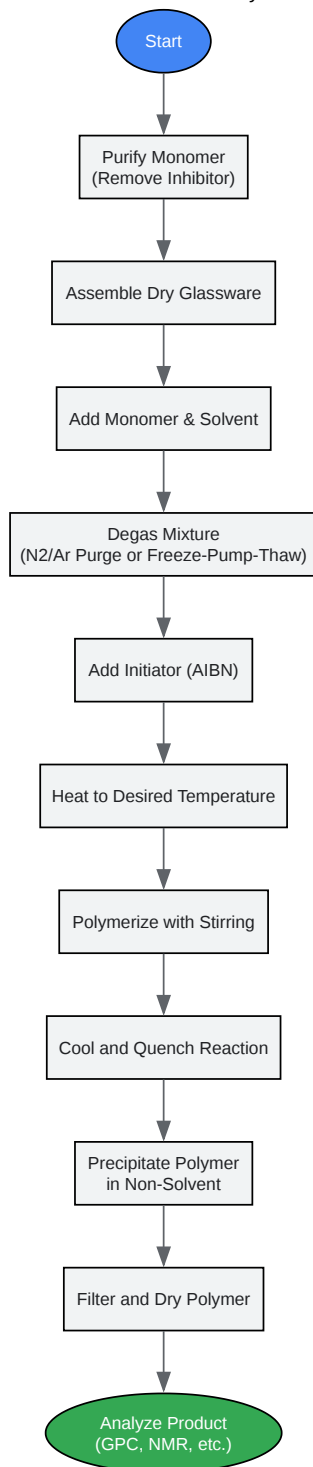 Start
Purify Monomer
(Remove Inhibitor)
Assemble Dry Glassware
Add Monomer & Solvent
Degas Mixture
(N2/Ar Purge or Freeze-Pump-Thaw)
Add Initiator (AIBN)
Heat to Desired Temperature
Polymerize with Stirring
Cool and Quench Reaction
Precipitate Polymer
in Non-Solvent
Filter and Dry Polymer
Analyze Product
(GPC, NMR, etc.)